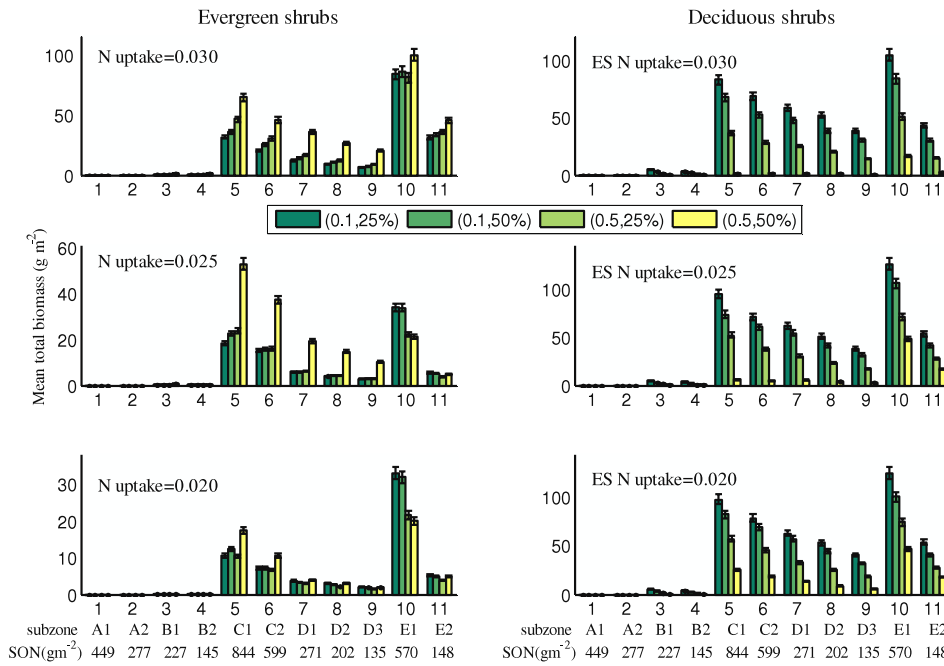 Evergreen shrubs
Deciduous shrubs
N uptake=0.030
100
50
0
1 2 3 4 5 6 7 8 9 10 11
ES N uptake=0.030
100
50
0
1 2 3 4 5 6 7 8 9 10 11
(0.1,25%) (0.1,50%) (0.5,25%) (0.5,50%)
Mean total biomass (g m-2)
N uptake=0.025
60
40
20
0
1 2 3 4 5 6 7 8 9 10 11
ES N uptake=0.025
100
50
0
1 2 3 4 5 6 7 8 9 10 11
N uptake=0.020
30
20
10
0
1 2 3 4 5 6 7 8 9 10 11
ES N uptake=0.020
100
50
0
1 2 3 4 5 6 7 8 9 10 11
subzone A1 A2 B1 B2 C1 C2 D1 D2 D3 E1 E2 A1 A2 B1 B2 C1 C2 D1 D2 D3 E1 E2
SON(gm-2) 449 277 227 145 844 599 271 202 135 570 148 449 277 227 145 844 599 271 202 135 570 148